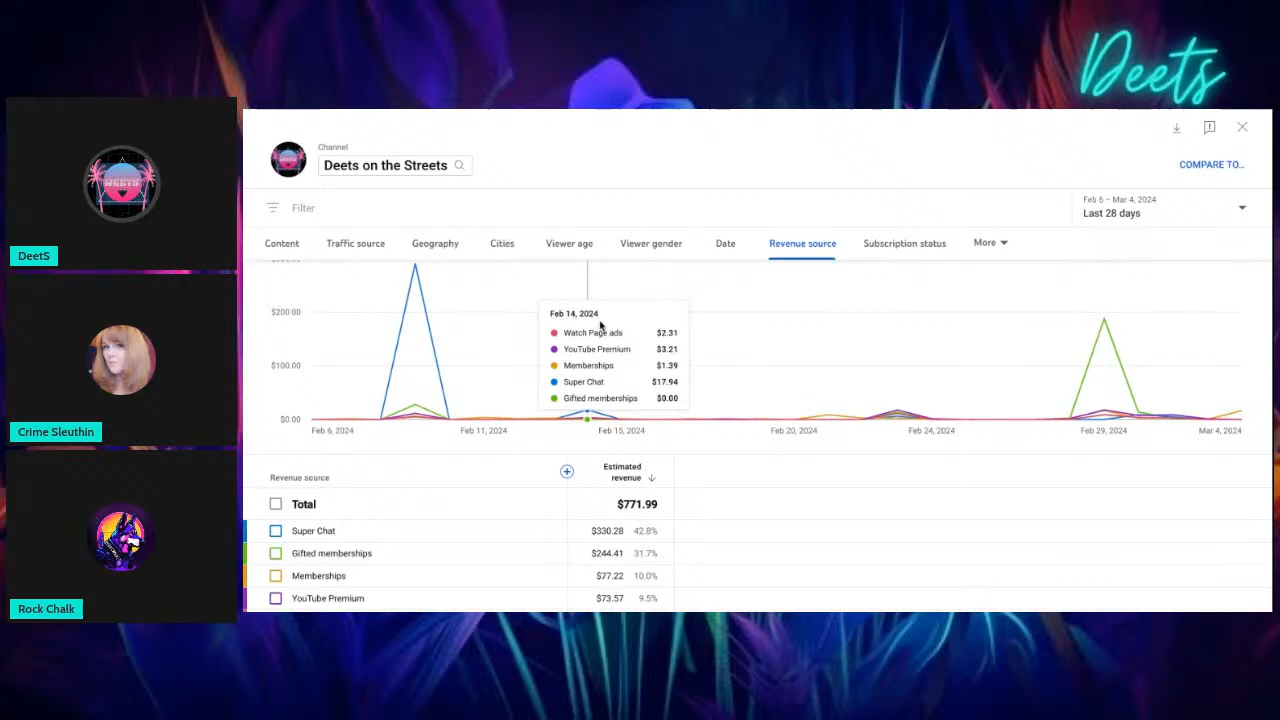 Deets
DEETS
DeetS
Crime Sleuthin
Rock Chalk
Channel
Deets on the Streets
COMPARE TO...
Filter
Feb 6 – Mar 4, 2024
Last 28 days
Content Traffic source Geography Cities Viewer age Viewer gender Date Revenue source Subscription status More
$200.00
$100.00
$0.00
Feb 14, 2024
Watch Page ads $2.31
YouTube Premium $3.21
Memberships $1.39
Super Chat $17.94
Gifted memberships $0.00
Feb 6, 2024 Feb 11, 2024 Feb 15, 2024 Feb 20, 2024 Feb 24, 2024 Feb 29, 2024 Mar 4, 2024
Revenue source
Estimated
revenue
Total $771.99
Super Chat $330.28 42.8%
Gifted memberships $244.41 31.7%
Memberships $77.22 10.0%
YouTube Premium $73.57 9.5%